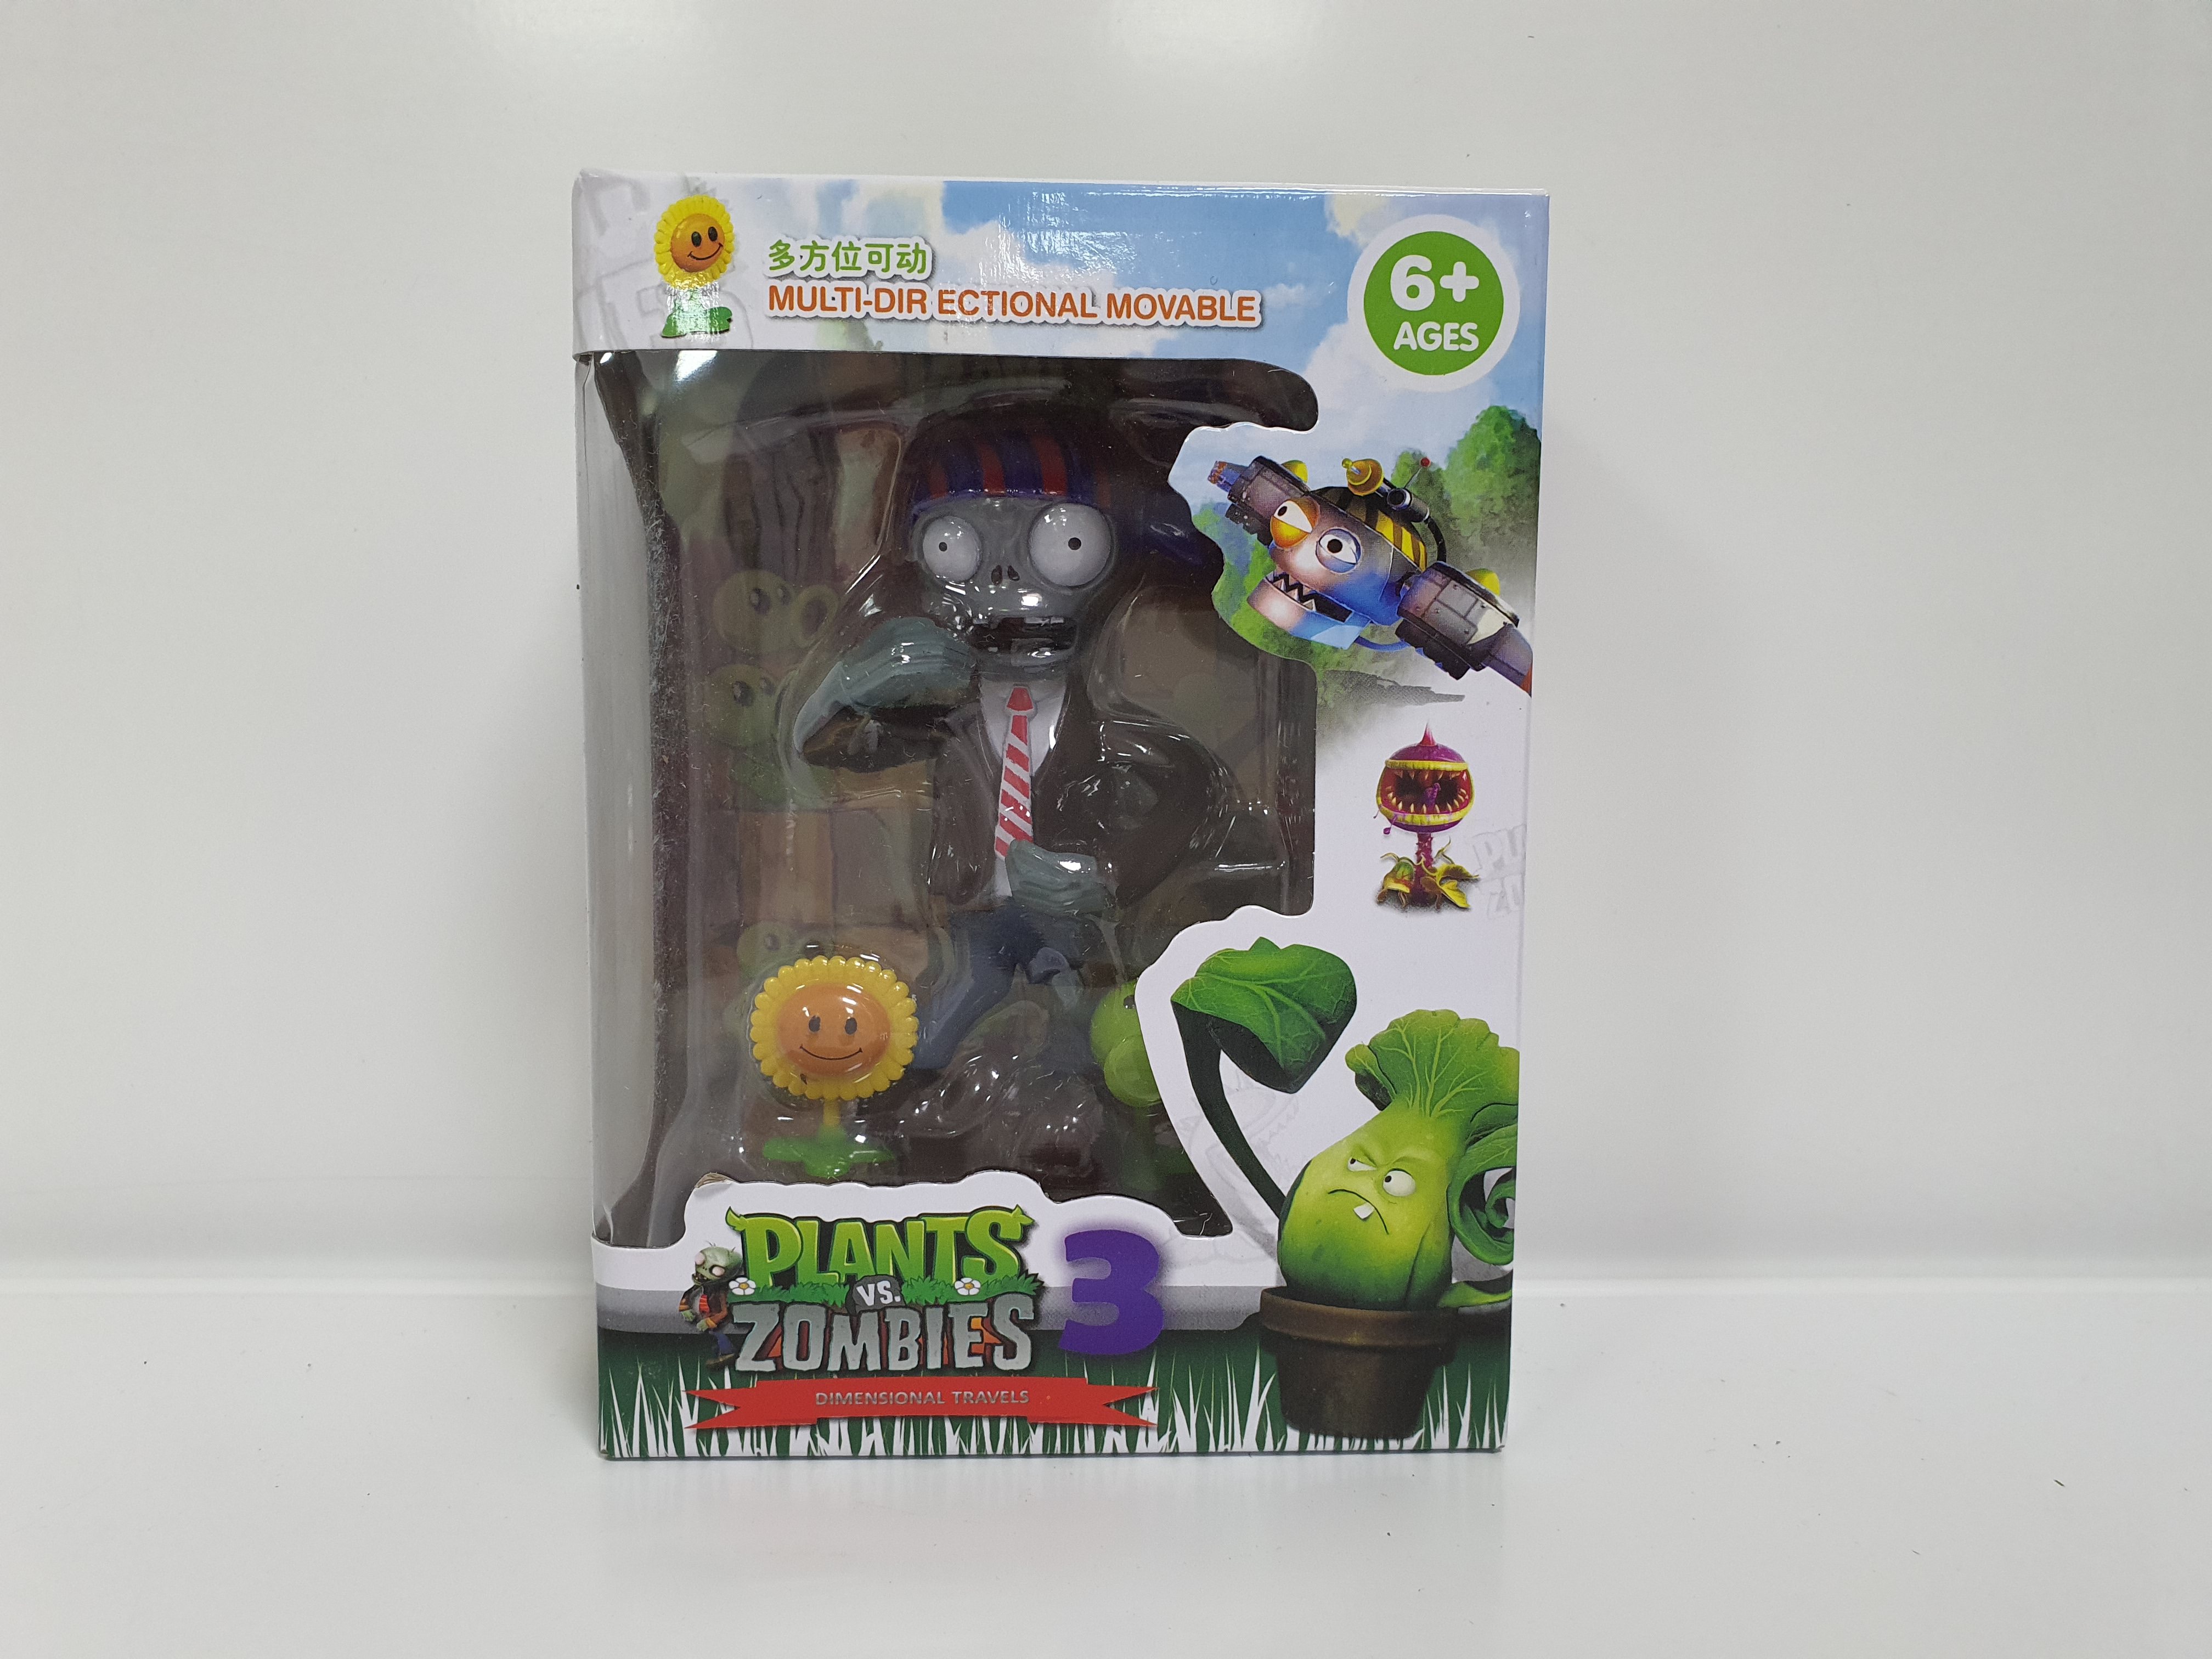 多方位可动
MULTI-DIR ECTIONAL MOVABLE
6+
AGES
PLANTS
VS.
ZOMBIES
3
DIMENSIONAL TRAVELS